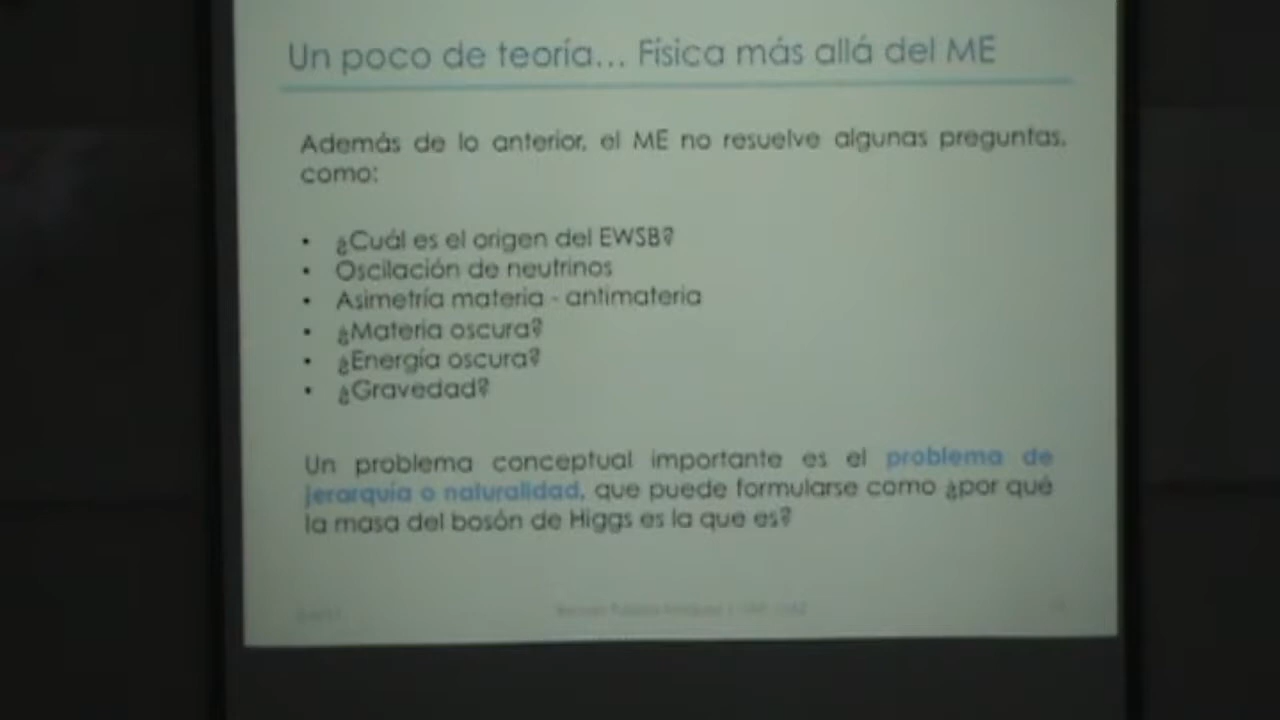 Un poco de teoría... Física más allá del ME
Además de lo anterior, el ME no resuelve algunas preguntas,
como:
• ¿Cuál es el origen del EWSB?
• Oscilación de neutrinos
• Asimetría materia - antimateria
• ¿Materia oscura?
• ¿Energía oscura?
• ¿Gravedad?
Un problema conceptual importante es el problema de
jerarquía o naturalidad, que puede formularse como ¿por qué
la masa del bosón de Higgs es la que es?